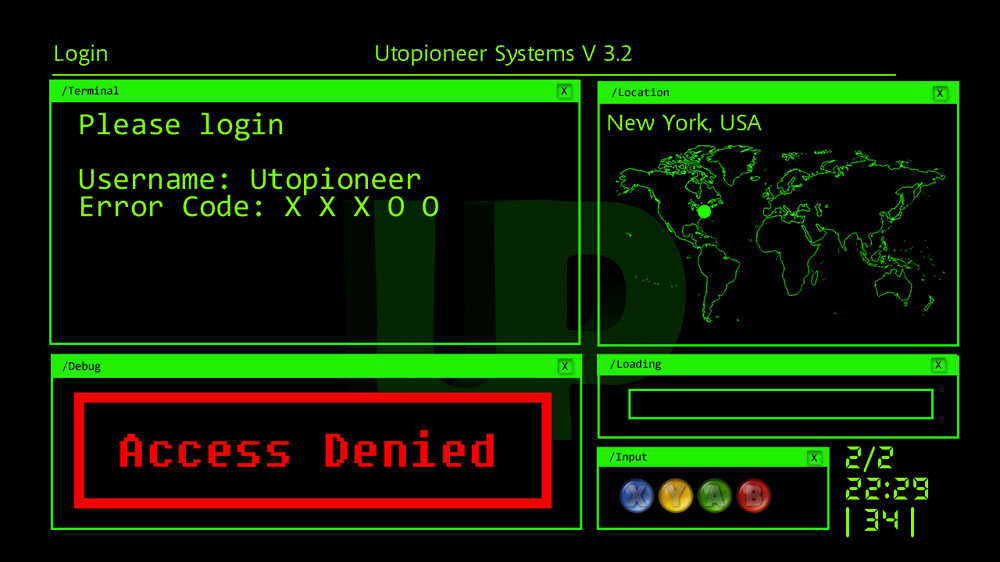 Login
Utopioneer Systems V 3.2
/Terminal
X
Please login
Username: Utopioneer
Error Code: X X X O O
/Location
X
New York, USA
/Debug
X
Access Denied
/Loading
X
/Input
X
X Y A B
2/2
22:29
| 34 |
UP